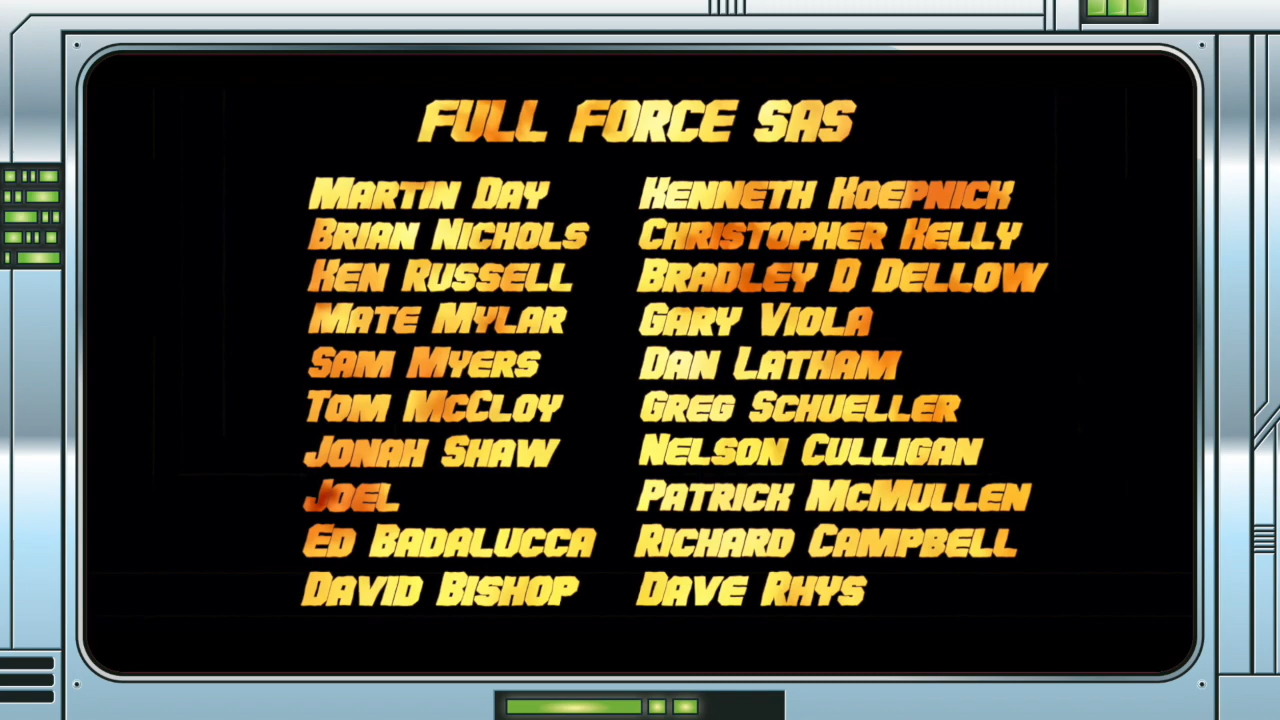 Full Force SAS
Martin Day
Brian Nichols
Ken Russell
Mate Mylar
Sam Myers
Tom McCloy
Jonah Shaw
Joel
Ed Badalucca
David Bishop
Kenneth Koepnick
Christopher Kelly
Bradley D Dellow
Gary Viola
Dan Latham
Greg Schueller
Nelson Culligan
Patrick McMullen
Richard Campbell
Dave Rhys